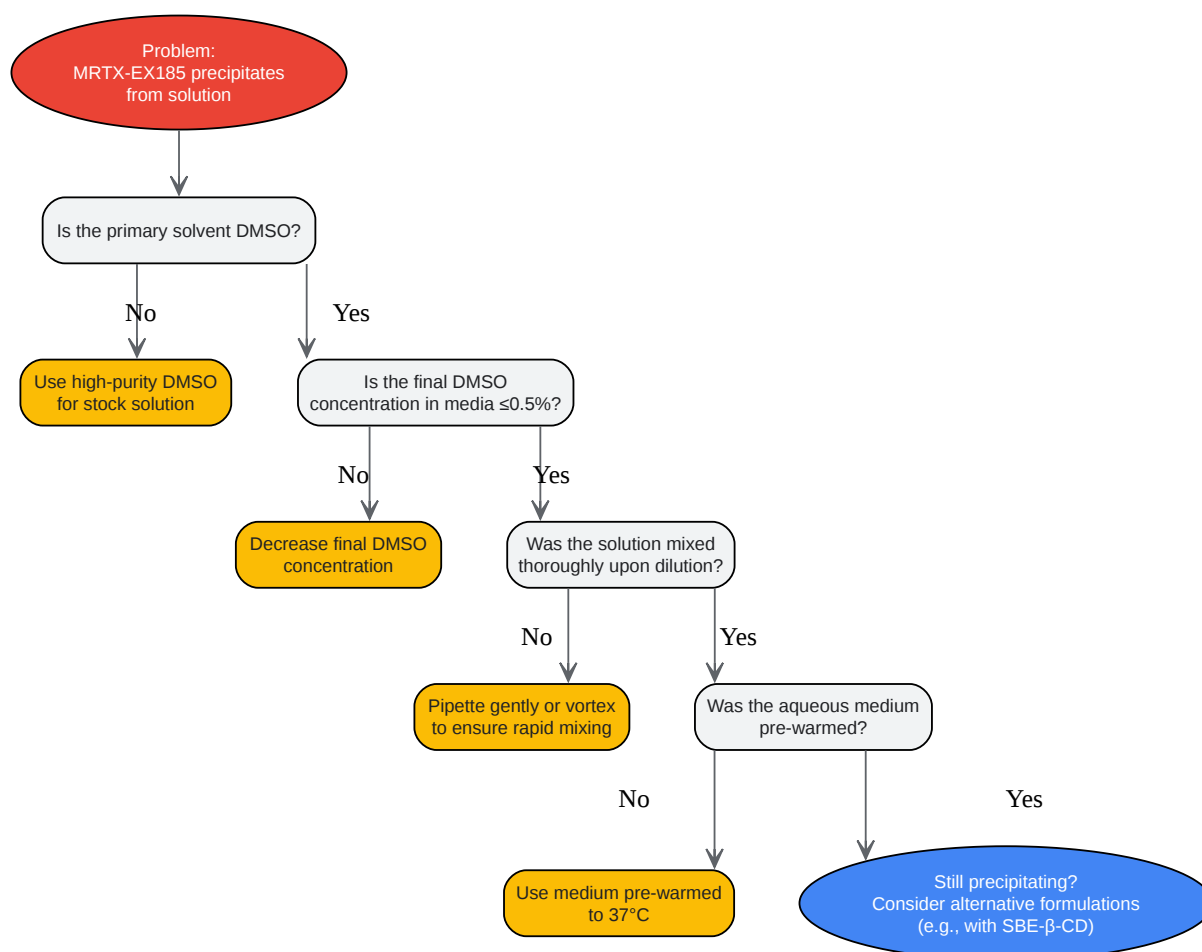 Problem:
MRTX-EX185 precipitates
from solution
Is the primary solvent DMSO?
No
Yes
Use high-purity DMSO
for stock solution
Is the final DMSO
concentration in media ≤0.5%?
No
Yes
Decrease final DMSO
concentration
Was the solution mixed
thoroughly upon dilution?
No
Yes
Pipette gently or vortex
to ensure rapid mixing
Was the aqueous medium
pre-warmed?
No
Yes
Use medium pre-warmed
to 37°C
Still precipitating?
Consider alternative formulations
(e.g., with SBE-β-CD)